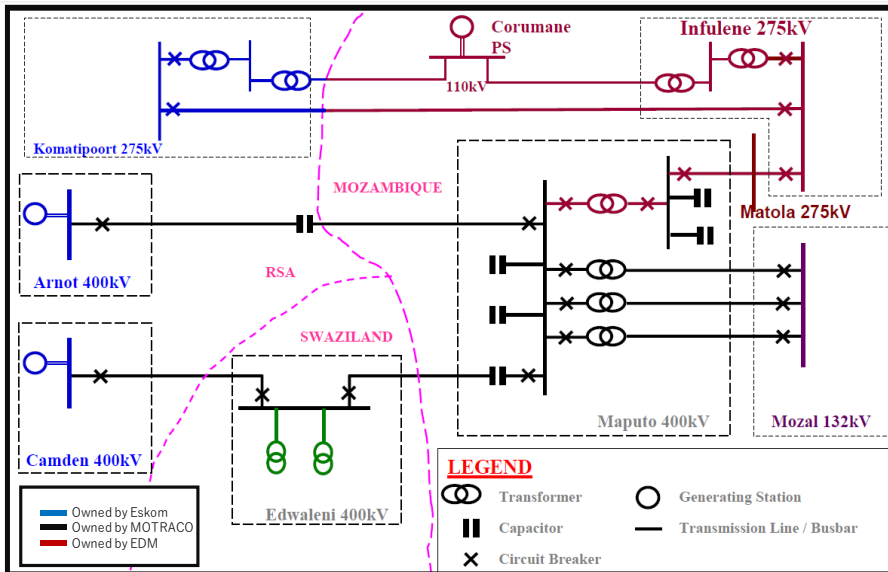 Corumane
PS
Infulene 275kV
110kV
Komatipoort 275kV
MOZAMBIQUE
Matola 275kV
Arnot 400kV
RSA
SWAZILAND
Camden 400kV
Edwaleni 400kV
Maputo 400kV
Mozal 132kV
LEGEND
Transformer
Generating Station
Capacitor
Transmission Line / Busbar
Circuit Breaker
Owned by Eskom
Owned by MOTRACO
Owned by EDM